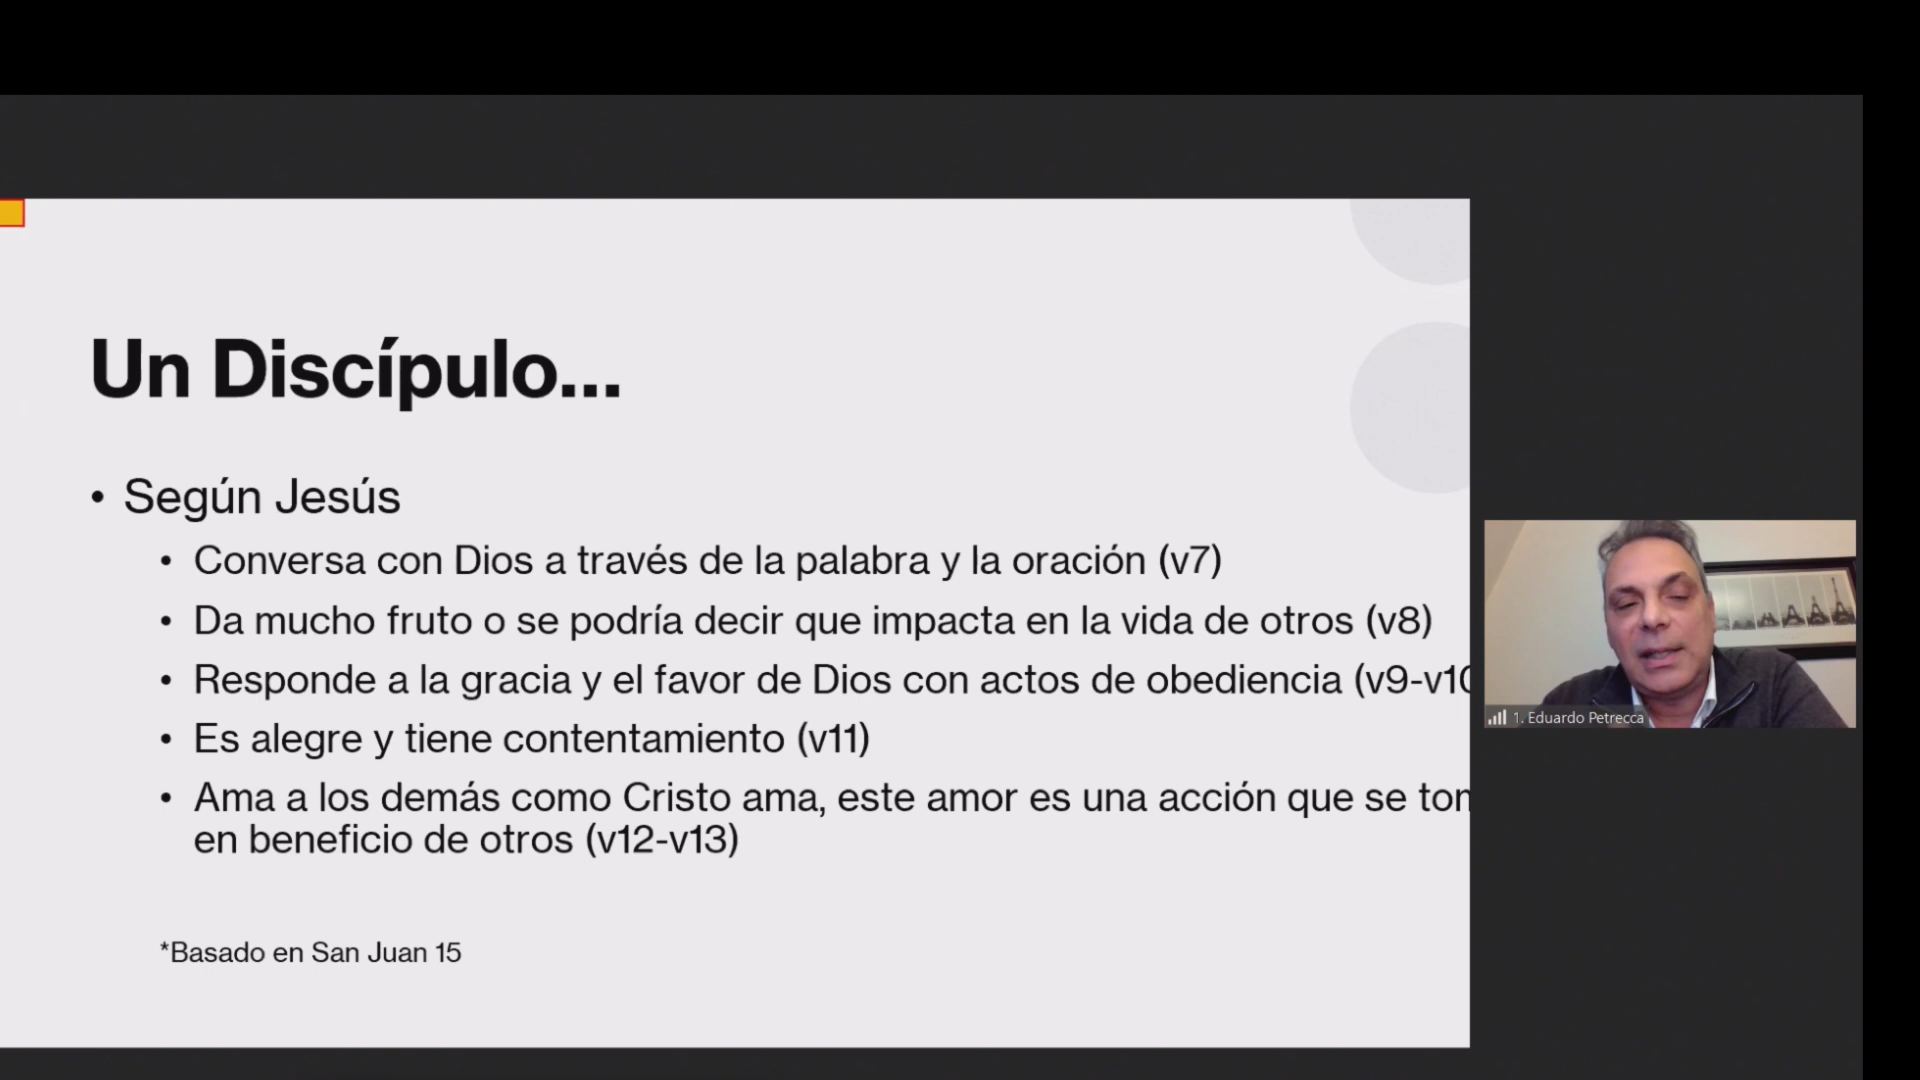 Un Discípulo...
• Según Jesús
• Conversa con Dios a través de la palabra y la oración (v7)
• Da mucho fruto o se podría decir que impacta en la vida de otros (v8)
• Responde a la gracia y el favor de Dios con actos de obediencia (v9-v10
• Es alegre y tiene contentamiento (v11)
• Ama a los demás como Cristo ama, este amor es una acción que se
en beneficio de otros (v12-v13)
*Basado en San Juan 15
1. Eduardo Petrecca